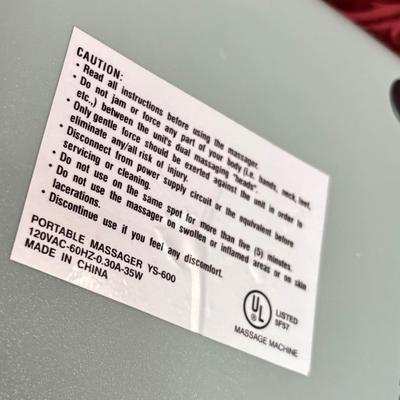 CAUTION:
• Read all instructions before using the massager.
• Do not jam or force any part of your body (i.e. hands, neck, feet,
etc.,) between the unit's dual massaging "heads".
• Only gentle force should be exerted against the unit in order to
eliminate any/all risk of injury.
• Disconnect from power supply circuit or the equivalent before
servicing or cleaning.
• Do not use on the same spot for more than five (5) minutes.
• Do not use the massager on swollen or inflamed areas or on skin
lacerations.
• Discontinue use if you feel any discomfort.
PORTABLE MASSAGER YS-600
120VAC-60HZ-0.30A-35W
MADE IN CHINA
UL ®
LISTED
5P57
MASSAGE MACHINE